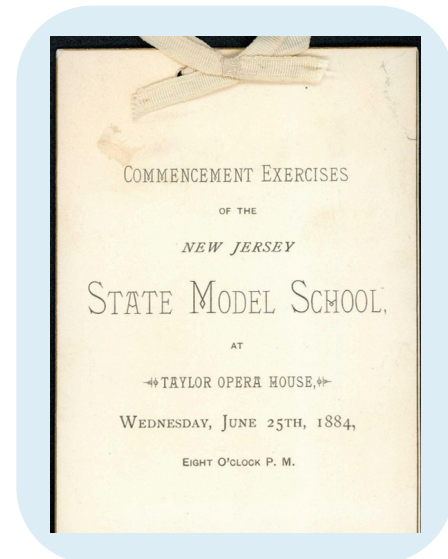 COMMENCEMENT EXERCISES
OF THE
NEW JERSEY
STATE MODEL SCHOOL,
AT
TAYLOR OPERA HOUSE,
WEDNESDAY, JUNE 25TH, 1884,
EIGHT O'CLOCK P. M.